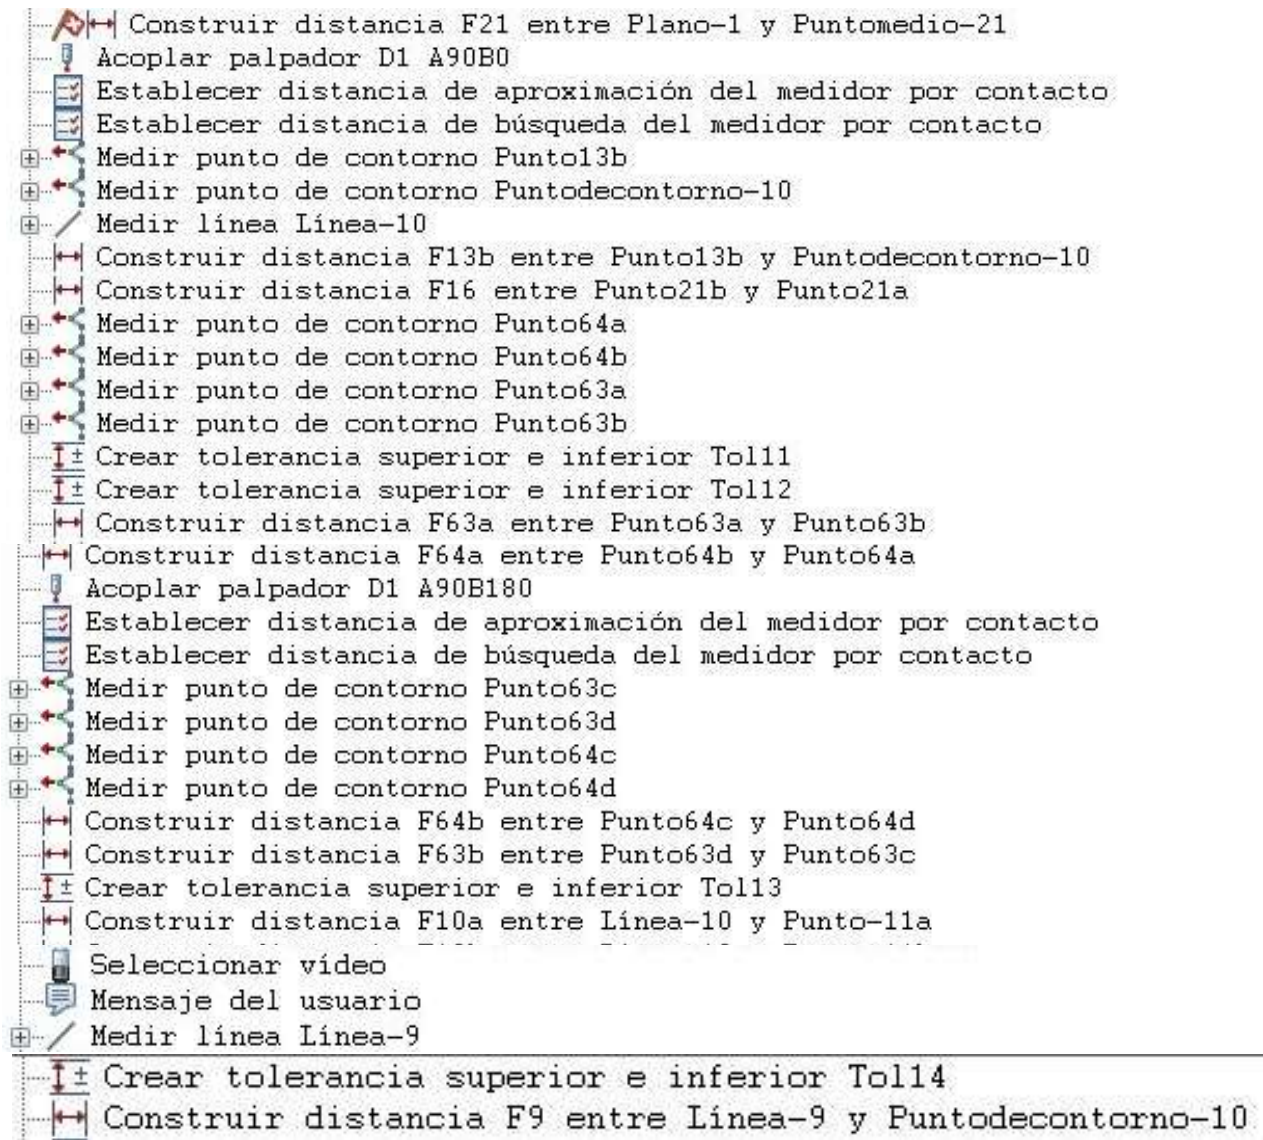 Construir distancia F21 entre Plano-1 y Puntomedio-21
Acoplar palpador D1 A90B0
Establecer distancia de aproximación del medidor por contacto
Establecer distancia de búsqueda del medidor por contacto
Medir punto de contorno Punto13b
Medir punto de contorno Puntodecontorno-10
Medir línea Línea-10
Construir distancia F13b entre Punto13b y Puntodecontorno-10
Construir distancia F16 entre Punto21b y Punto21a
Medir punto de contorno Punto64a
Medir punto de contorno Punto64b
Medir punto de contorno Punto63a
Medir punto de contorno Punto63b
Crear tolerancia superior e inferior Tol11
Crear tolerancia superior e inferior Tol12
Construir distancia F63a entre Punto63a y Punto63b
Construir distancia F64a entre Punto64b y Punto64a
Acoplar palpador D1 A90B180
Establecer distancia de aproximación del medidor por contacto
Establecer distancia de búsqueda del medidor por contacto
Medir punto de contorno Punto63c
Medir punto de contorno Punto63d
Medir punto de contorno Punto64c
Medir punto de contorno Punto64d
Construir distancia F64b entre Punto64c y Punto64d
Construir distancia F63b entre Punto63d y Punto63c
Crear tolerancia superior e inferior Tol13
Construir distancia F10a entre Línea-10 y Punto-11a
Seleccionar vídeo
Mensaje del usuario
Medir línea Línea-9
Crear tolerancia superior e inferior Tol14
Construir distancia F9 entre Línea-9 y Puntodecontorno-10